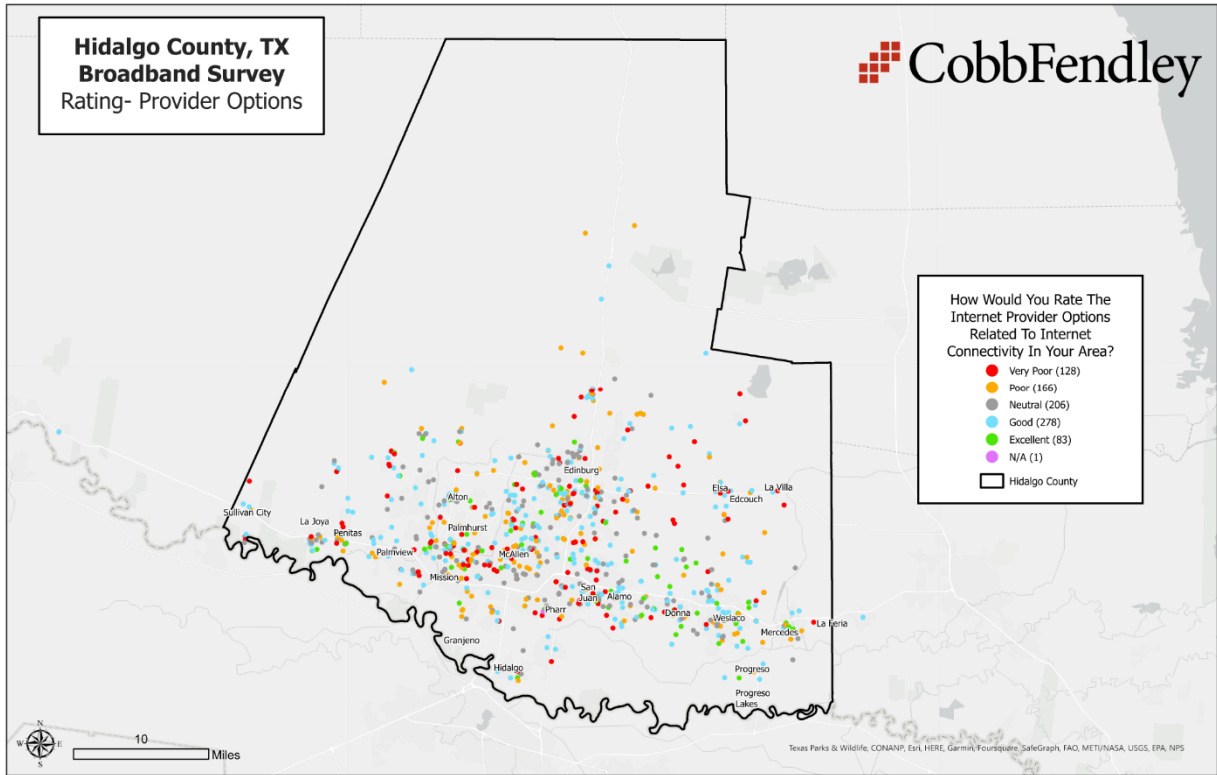 Hidalgo County, TX
Broadband Survey
Rating- Provider Options
CobbFendley
How Would You Rate The
Internet Provider Options
Related To Internet
Connectivity In Your Area?
Very Poor (128)
Poor (166)
Neutral (206)
Good (278)
Excellent (83)
N/A (1)
Hidalgo County
Edinburg
Elsa
La Villa
Edcouch
Alton
Sullivan City
La Joya
Penitas
Palmhurst
Palmview
McAllen
Mission
San
Juan
Alamo
Pharr
Donna
Weslaco
La Feria
Mercedes
Granjeno
Hidalgo
Progreso
Progreso
Lakes
N
W
E
S
10
Miles
Texas Parks & Wildlife, CONANP, Esri, HERE, Garmin, Foursquare, SafeGraph, FAO, METI/NASA, USGS, EPA, NPS